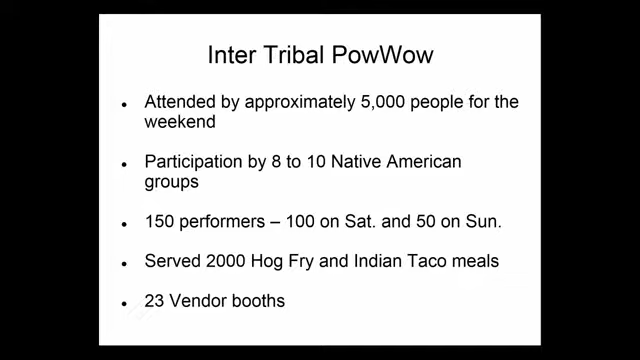 Inter Tribal PowWow
• Attended by approximately 5,000 people for the
weekend
• Participation by 8 to 10 Native American
groups
• 150 performers – 100 on Sat. and 50 on Sun.
• Served 2000 Hog Fry and Indian Taco meals
• 23 Vendor booths